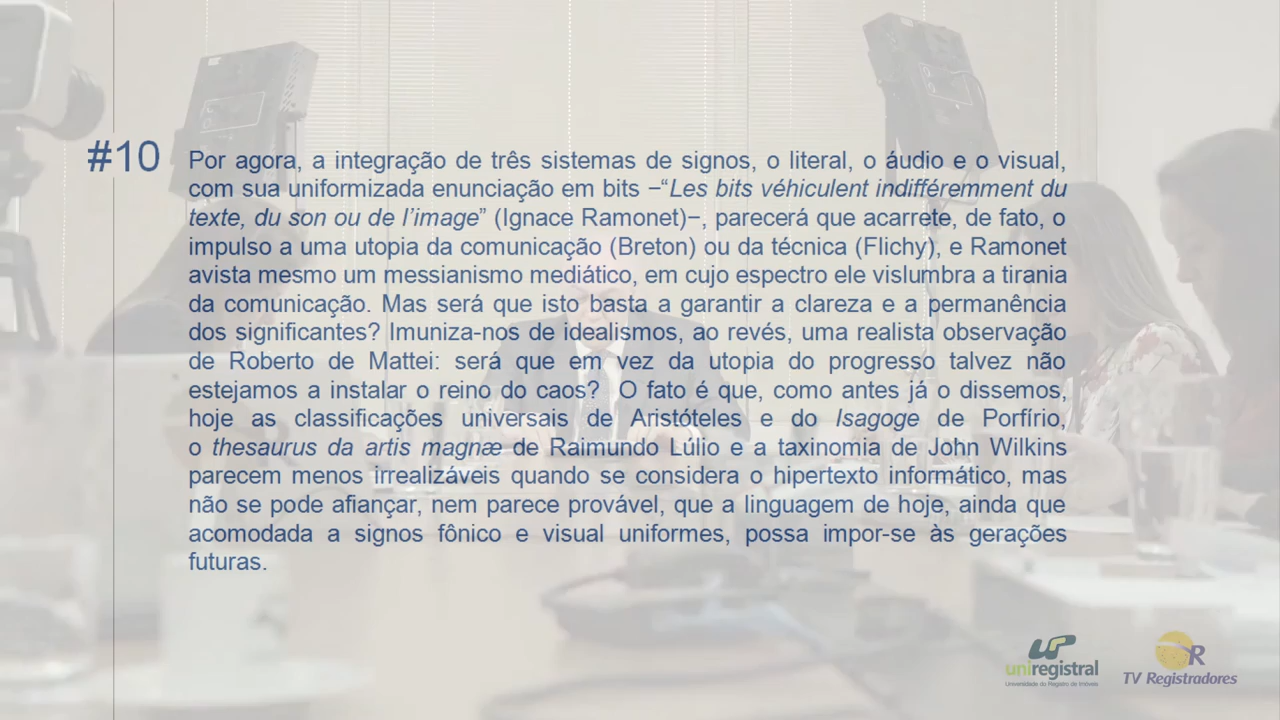 #10
Por agora, a integração de três sistemas de signos, o literal, o áudio e o visual,
com sua uniformizada enunciação em bits −“Les bits véhiculent indifféremment du
texte, du son ou de l’image” (Ignace Ramonet)−, parecerá que acarrete, de fato, o
impulso a uma utopia da comunicação (Breton) ou da técnica (Flichy), e Ramonet
avista mesmo um messianismo mediático, em cujo espectro ele vislumbra a tirania
da comunicação. Mas será que isto basta a garantir a clareza e a permanência
dos significantes? Imuniza-nos de idealismos, ao revés, uma realista observação
de Roberto de Mattei: será que em vez da utopia do progresso talvez não
estejamos a instalar o reino do caos? O fato é que, como antes já o dissemos,
hoje as classificações universais de Aristóteles e do Isagoge de Porfírio,
o thesaurus da artis magnæ de Raimundo Lúlio e a taxinomia de John Wilkins
parecem menos irrealizáveis quando se considera o hipertexto informático, mas
não se pode afiançar, nem parece provável, que a linguagem de hoje, ainda que
acomodada a signos fônico e visual uniformes, possa impor-se às gerações
futuras.
uniregistral
Universidade do Registro de Imóveis
R
TV Registradores